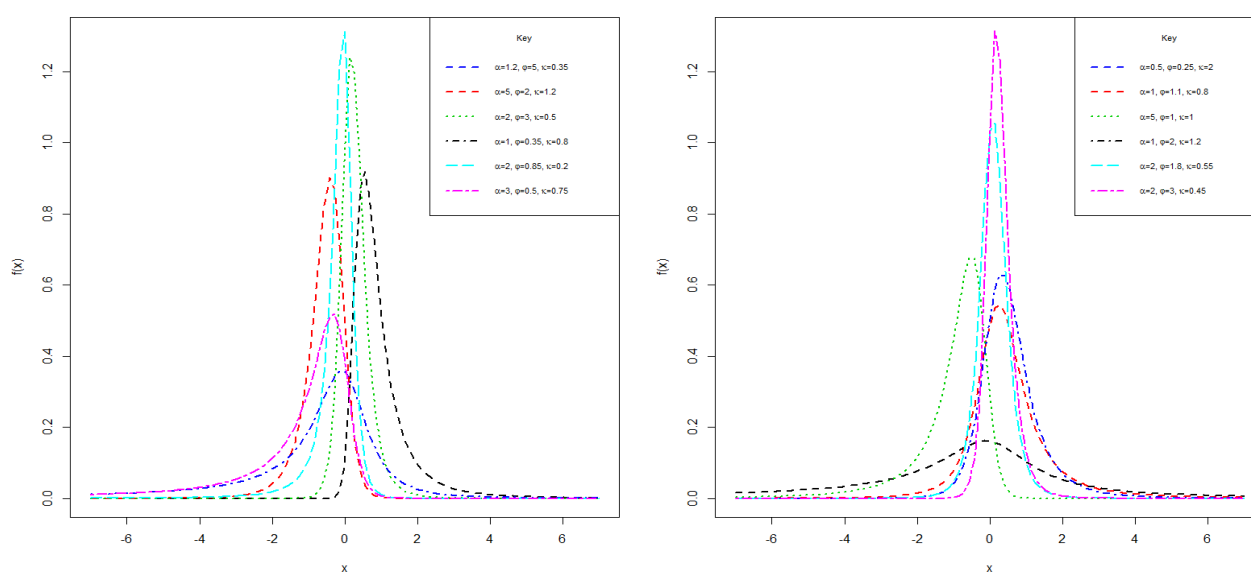 Key
α=1.2, φ=5, κ=0.35
α=5, φ=2, κ=1.2
α=2, φ=3, κ=0.5
α=1, φ=0.35, κ=0.8
α=2, φ=0.85, κ=0.2
α=3, φ=0.5, κ=0.75
f(x)
1.2
1.0
0.8
0.6
0.4
0.2
0.0
-6 -4 -2 0 2 4 6
x
Key
α=0.5, φ=0.25, κ=2
α=1, φ=1.1, κ=0.8
α=5, φ=1, κ=1
α=1, φ=2, κ=1.2
α=2, φ=1.8, κ=0.55
α=2, φ=3, κ=0.45
f(x)
1.2
1.0
0.8
0.6
0.4
0.2
0.0
-6 -4 -2 0 2 4 6
x